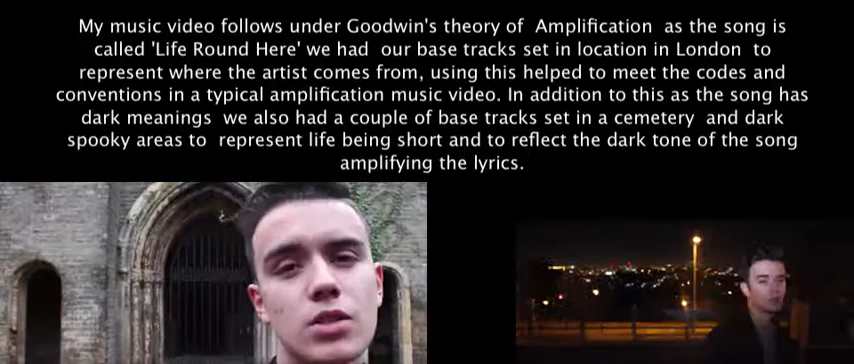 My music video follows under Goodwin's theory of Amplification as the song is
called 'Life Round Here' we had our base tracks set in location in London to
represent where the artist comes from, using this helped to meet the codes and
conventions in a typical amplification music video. In addition to this as the song has
dark meanings we also had a couple of base tracks set in a cemetery and dark
spooky areas to represent life being short and to reflect the dark tone of the song
amplifying the lyrics.